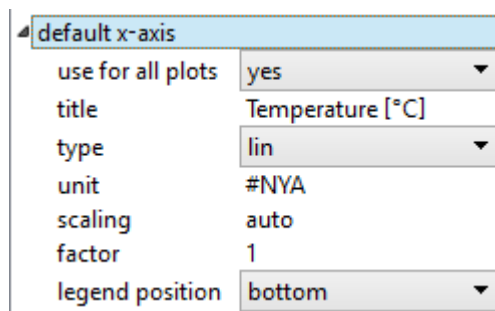 default x-axis
use for all plots yes
title Temperature [°C]
type lin
unit #NYA
scaling auto
factor 1
legend position bottom